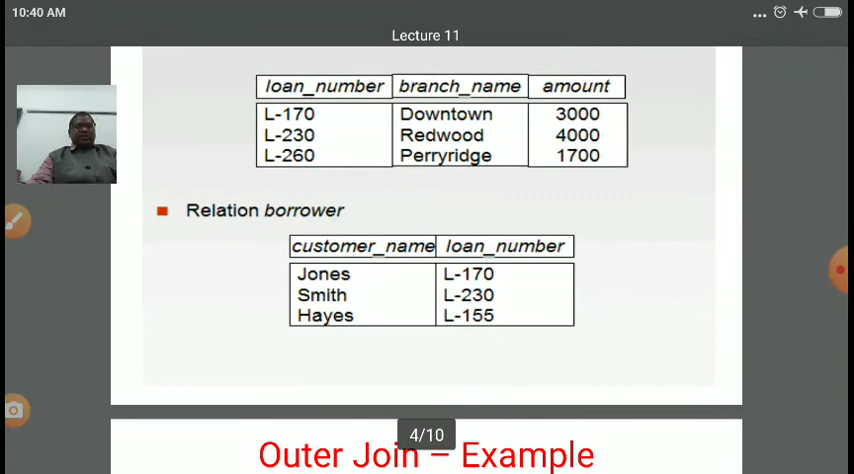 10:40 AM
Lecture 11
loan_number branch_name amount
L-170 Downtown 3000
L-230 Redwood 4000
L-260 Perryridge 1700
Relation borrower
customer_name loan_number
Jones L-170
Smith L-230
Hayes L-155
4/10
Outer Join – Example